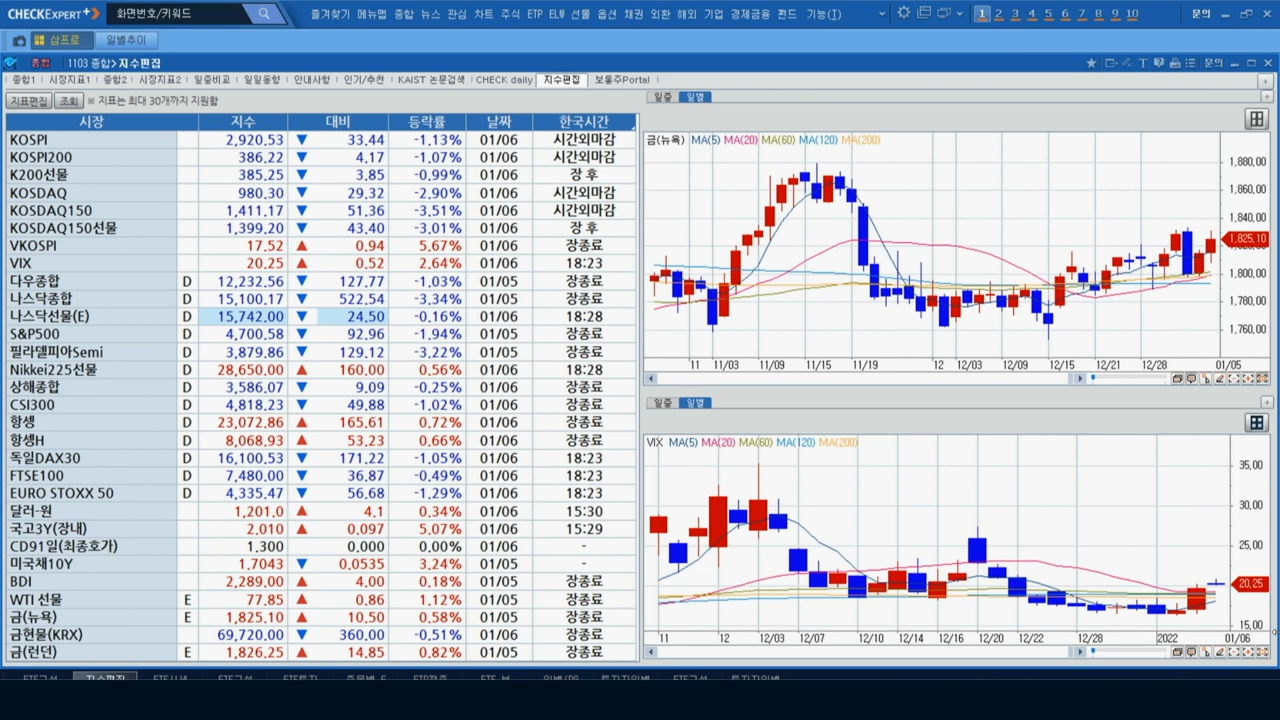 CHECKEXPERT+ 화면번호/키워드 즐겨찾기 메뉴맵 종합 뉴스 관심 차트 주식 ETP ELW 선물 옵션 채권 외환 해외 기업 경제금융 펀드 기능(I) 1 2 3 4 5 6 7 8 9 10 문의
삼프로 일별추이
종합 1103 종합>지수편집 문의
종합1 시장지표1 종합2 시장지표2 일중비교 일일동향 안내사항 인기/추천 KAIST 논문검색 CHECK daily 지수편집 보통주Portal
지표편집 조회 ※ 지표는 최대 30개까지 지원함
시장 지수 대비 등락률 날짜 한국시간
KOSPI 2,920.53 ▼ 33.44 -1.13% 01/06 시간외마감
KOSPI200 386.22 ▼ 4.17 -1.07% 01/06 시간외마감
K200선물 385.25 ▼ 3.85 -0.99% 01/06 장 후
KOSDAQ 980.30 ▼ 29.32 -2.90% 01/06 시간외마감
KOSDAQ150 1,411.17 ▼ 51.36 -3.51% 01/06 시간외마감
KOSDAQ150선물 1,399.20 ▼ 43.40 -3.01% 01/06 장 후
VKOSPI 17.52 ▲ 0.94 5.67% 01/06 장종료
VIX 20.25 ▲ 0.52 2.64% 01/06 18:23
다우종합 D 12,232.56 ▼ 127.77 -1.03% 01/05 장종료
나스닥종합 D 15,100.17 ▼ 522.54 -3.34% 01/05 장종료
나스닥선물(E) D 15,742.00 ▼ 24.50 -0.16% 01/06 18:28
S&P500 D 4,700.58 ▼ 92.96 -1.94% 01/05 장종료
필라델피아Semi D 3,879.86 ▼ 129.12 -3.22% 01/05 장종료
Nikkei225선물 D 28,650.00 ▲ 160.00 0.56% 01/06 18:28
상해종합 D 3,586.07 ▼ 9.09 -0.25% 01/06 장종료
CSI300 D 4,818.23 ▼ 49.88 -1.02% 01/06 장종료
항셍 D 23,072.86 ▲ 165.61 0.72% 01/06 장종료
항셍H D 8,068.93 ▲ 53.23 0.66% 01/06 장종료
독일DAX30 D 16,100.53 ▼ 171.22 -1.05% 01/06 18:23
FTSE100 D 7,480.00 ▼ 36.87 -0.49% 01/06 18:23
EURO STOXX 50 D 4,335.47 ▼ 56.68 -1.29% 01/06 18:23
달러-원 1,201.0 ▲ 4.1 0.34% 01/06 15:30
국고3Y(장내) 2,010 ▲ 0.097 5.07% 01/06 15:29
CD91일(최종호가) 1.300 0.000 0.00% 01/06 -
미국채10Y 1.7043 ▼ 0.0535 3.24% 01/05 -
BDI 2,289.00 ▲ 4.00 0.18% 01/05 장종료
WTI 선물 E 77.85 ▲ 0.86 1.12% 01/05 장종료
금(뉴욕) E 1,825.10 ▲ 10.50 0.58% 01/05 장종료
금현물(KRX) 69,720.00 ▼ 360.00 -0.51% 01/06 장종료
금(런던) E 1,826.25 ▲ 14.85 0.82% 01/05 장종료
일중 일별
금(뉴욕) MA(5) MA(20) MA(60) MA(120) MA(200)
1,880.00
1,860.00
1,840.00
1,825.10
1,800.00
1,780.00
1,760.00
11 11/03 11/09 11/15 11/19 12 12/03 12/09 12/15 12/21 12/28 01/05
일중 일별
VIX MA(5) MA(20) MA(60) MA(120) MA(200)
35.00
30.00
25.00
20.25
15.00
11 12 12/03 12/07 12/10 12/14 12/16 12/20 12/22 12/28 2022 01/06